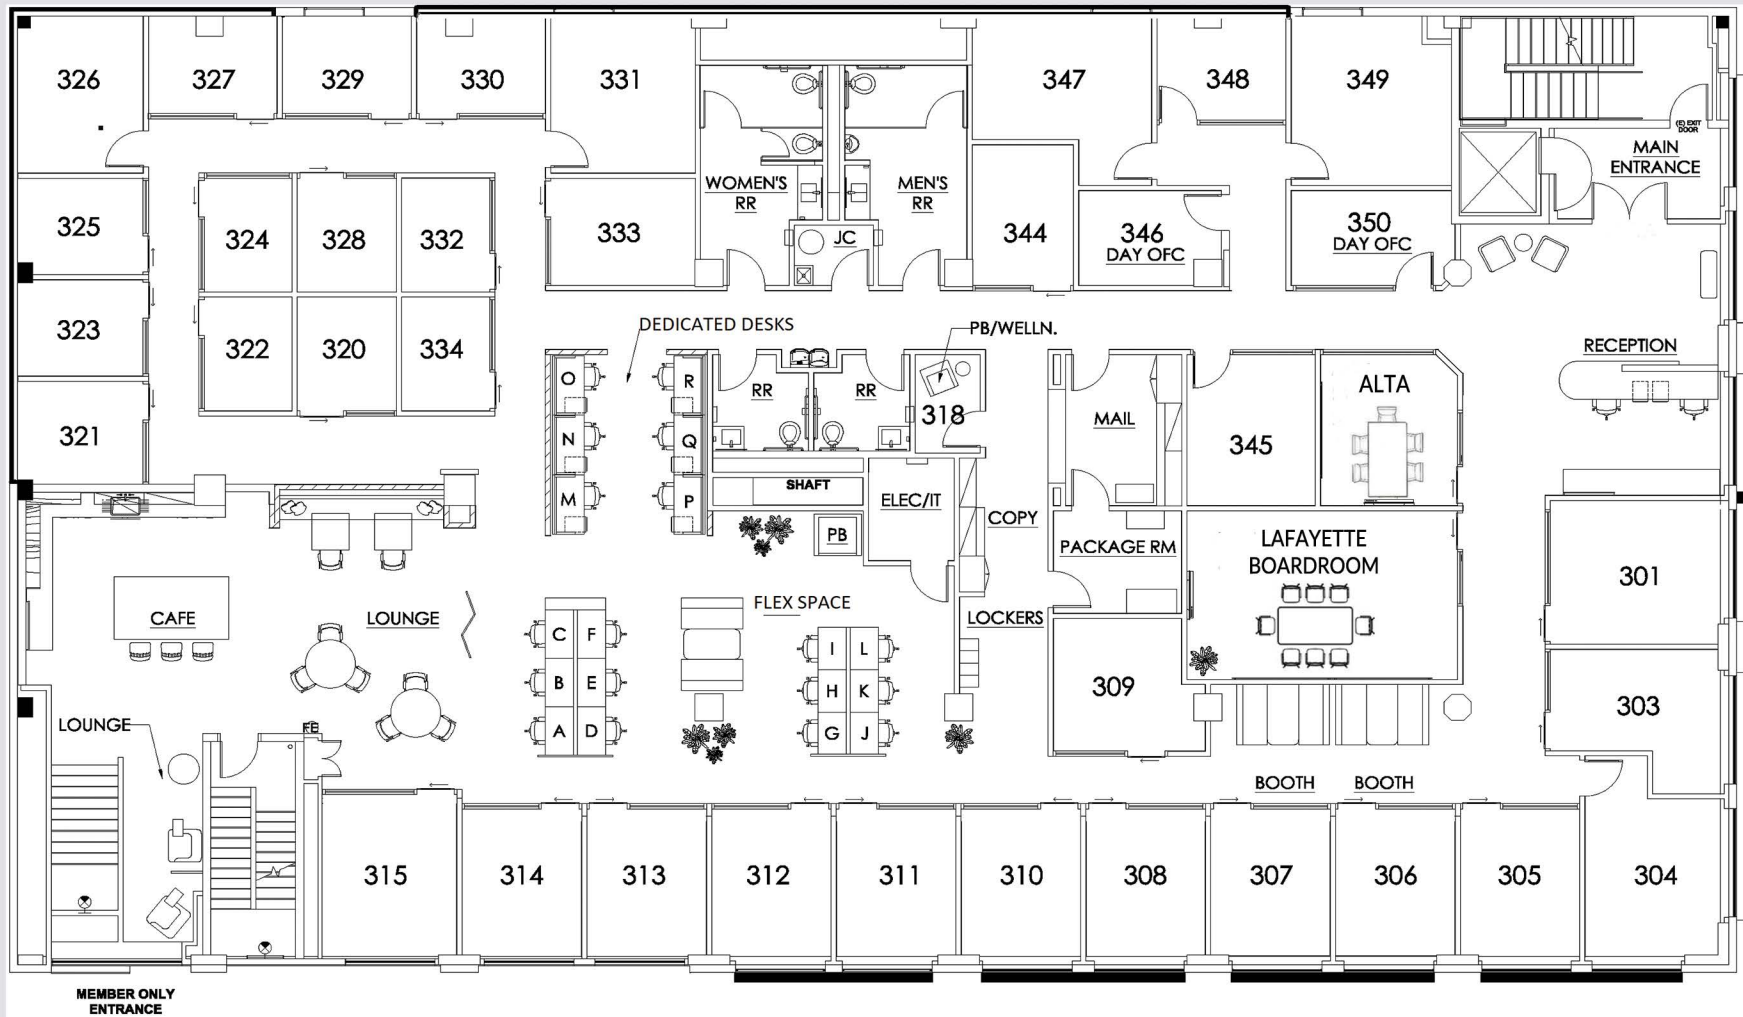 326
327
329
330
331
347
348
349
(E) EXIT
DOOR
MAIN
ENTRANCE
WOMEN'S
RR
MEN'S
RR
325
324
328
332
333
JC
344
346
DAY OFC
350
DAY OFC
323
322
320
334
DEDICATED DESKS
PB/WELLN.
RECEPTION
321
O
R
N
Q
M
P
RR
RR
318
MAIL
345
ALTA
SHAFT
ELEC/IT
COPY
PB
PACKAGE RM
LAFAYETTE
BOARDROOM
301
CAFE
LOUNGE
FLEX SPACE
LOCKERS
C
F
B
E
A
D
I
L
H
K
G
J
309
303
LOUNGE
BOOTH
BOOTH
315
314
313
312
311
310
308
307
306
305
304
MEMBER ONLY
ENTRANCE